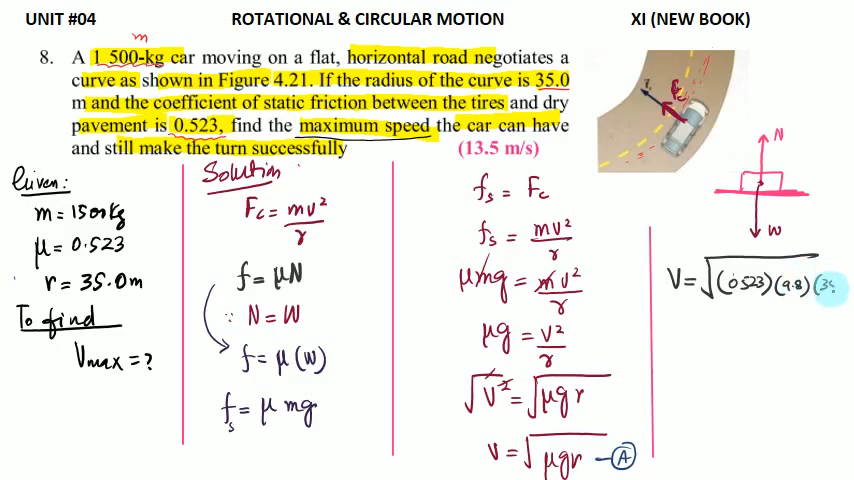 UNIT #04 ROTATIONAL & CIRCULAR MOTION XI (NEW BOOK)
m
8. A 1 500-kg car moving on a flat, horizontal road negotiates a
curve as shown in Figure 4.21. If the radius of the curve is 35.0
m and the coefficient of static friction between the tires and dry
pavement is 0.523, find the maximum speed the car can have
and still make the turn successfully (13.5 m/s)
Fc
N
W
Given:
m = 1500kg
μ = 0.523
r = 35.0m
To find
Vmax = ?
Solution
Fc = mv²/r
f = μN
∵ N = W
f = μ(W)
fs = μmg
fs = Fc
fs = mv²/r
μmg = mv²/r
μg = v²/r
√v² = √μgr
v = √μgr — A
V = √(0.523)(9.8)(35